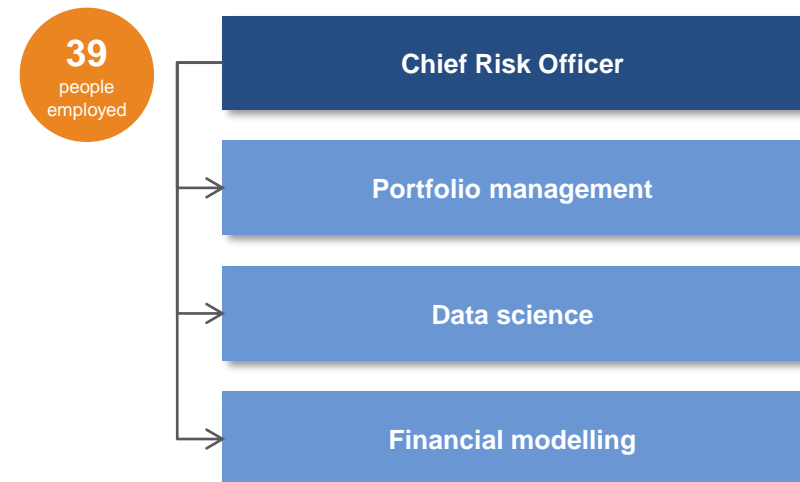 39
people
employed
Chief Risk Officer
Portfolio management
Data science
Financial modelling